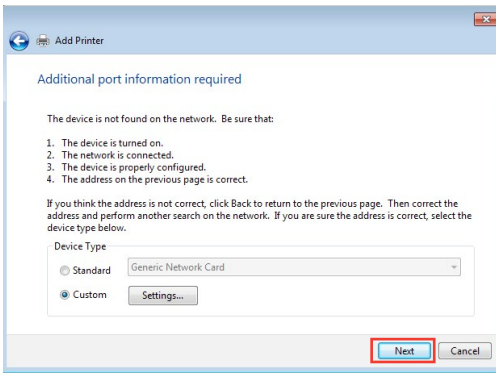 Add Printer
Additional port information required
The device is not found on the network. Be sure that:
1. The device is turned on.
2. The network is connected.
3. The device is properly configured.
4. The address on the previous page is correct.
If you think the address is not correct, click Back to return to the previous page. Then correct the
address and perform another search on the network. If you are sure the address is correct, select the
device type below.
Device Type
Standard Generic Network Card
Custom Settings...
Next Cancel